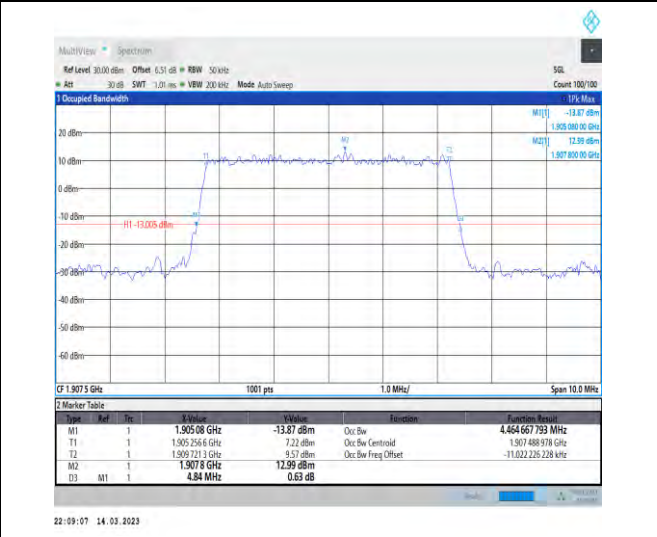 MultiView Spectrum
Ref Level 30.00 dBm Offset 6.51 dB RBW 50 kHz SGL
Att 30 dB SWT 1.01 ms VBW 200 kHz Mode Auto Sweep Count 100/100
1 Occupied Bandwidth 1Pk Max
M1[1] -13.87 dBm
1.905 080 00 GHz
M2[1] 12.99 dBm
1.907 800 00 GHz
20 dBm
M2
T1
T2
10 dBm
0 dBm
-10 dBm
H1 -13.005 dBm
-20 dBm
-30 dBm
-40 dBm
-50 dBm
-60 dBm
CF 1.907 5 GHz 1001 pts 1.0 MHz/ Span 10.0 MHz
2 Marker Table
Type Ref Trc X-Value Y-Value Function Function Result
M1 1 1.905 08 GHz -13.87 dBm Occ Bw 4.464 667 793 MHz
T1 1 1.905 256 6 GHz 7.22 dBm Occ Bw Centroid 1.907 488 978 GHz
T2 1 1.909 721 3 GHz 9.57 dBm Occ Bw Freq Offset -11.022 226 228 kHz
M2 1 1.907 8 GHz 12.99 dBm
D3 M1 1 4.84 MHz 0.63 dB
22:09:07 14.03.2023